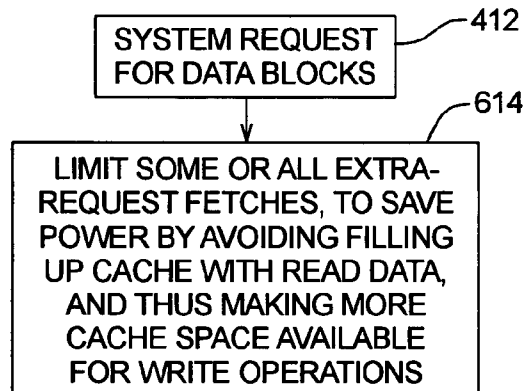 SYSTEM REQUEST
FOR DATA BLOCKS
412
614
LIMIT SOME OR ALL EXTRA-
REQUEST FETCHES, TO SAVE
POWER BY AVOIDING FILLING
UP CACHE WITH READ DATA,
AND THUS MAKING MORE
CACHE SPACE AVAILABLE
FOR WRITE OPERATIONS